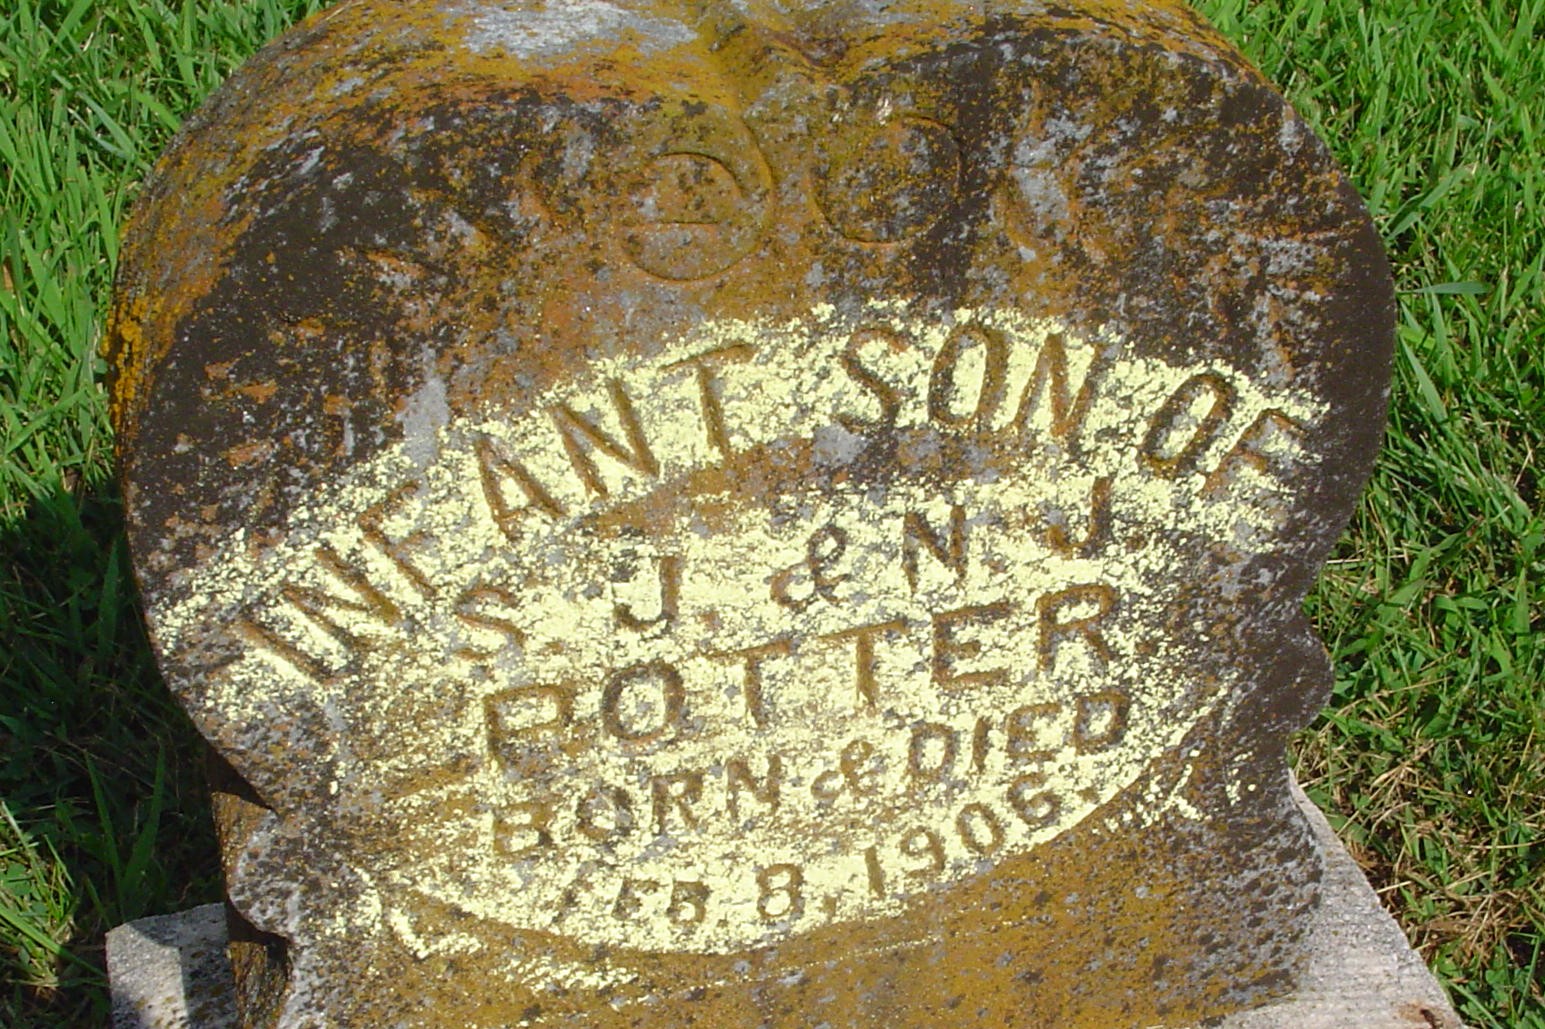 INFANT SON OF
S. J. & N. J.
POTTER
BORN & DIED
FEB. 8. 1906.